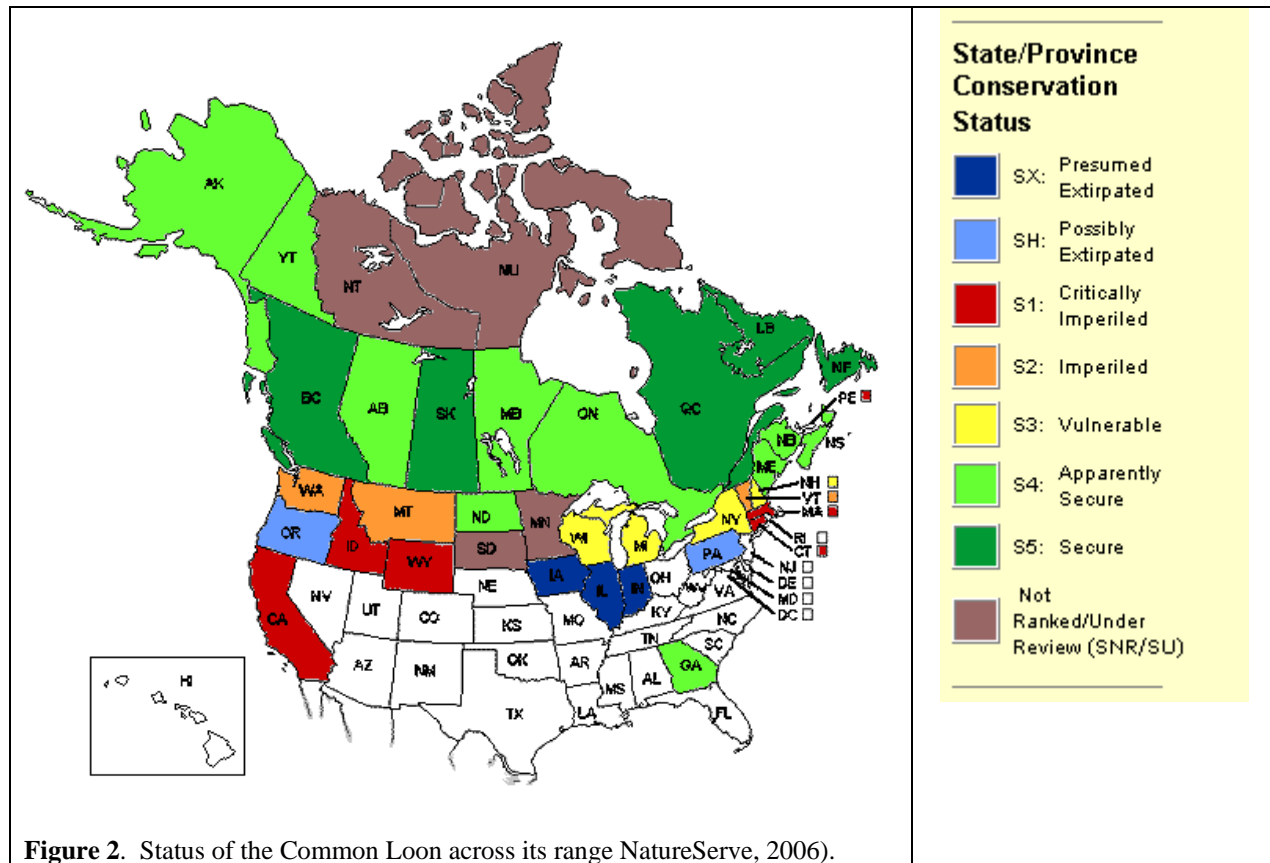 AK
YT
NT
NU
BC
AB
SK
MB
ON
QC
LB
NF
PE
NB
NS
ME
NH
VT
MA
RI
CT
NJ
DE
MD
DC
WA
MT
ND
MN
OR
ID
WY
SD
WI
MI
NY
PA
IA
IL
IN
OH
NE
NV
UT
CO
KS
MO
KY
WV
VA
CA
AZ
NM
OK
AR
TN
NC
SC
MS
AL
GA
TX
LA
FL
HI
State/Province
Conservation
Status
SX: Presumed
Extirpated
SH: Possibly
Extirpated
S1: Critically
Imperiled
S2: Imperiled
S3: Vulnerable
S4: Apparently
Secure
S5: Secure
Not
Ranked/Under
Review (SNR/SU)
Figure 2. Status of the Common Loon across its range NatureServe, 2006).